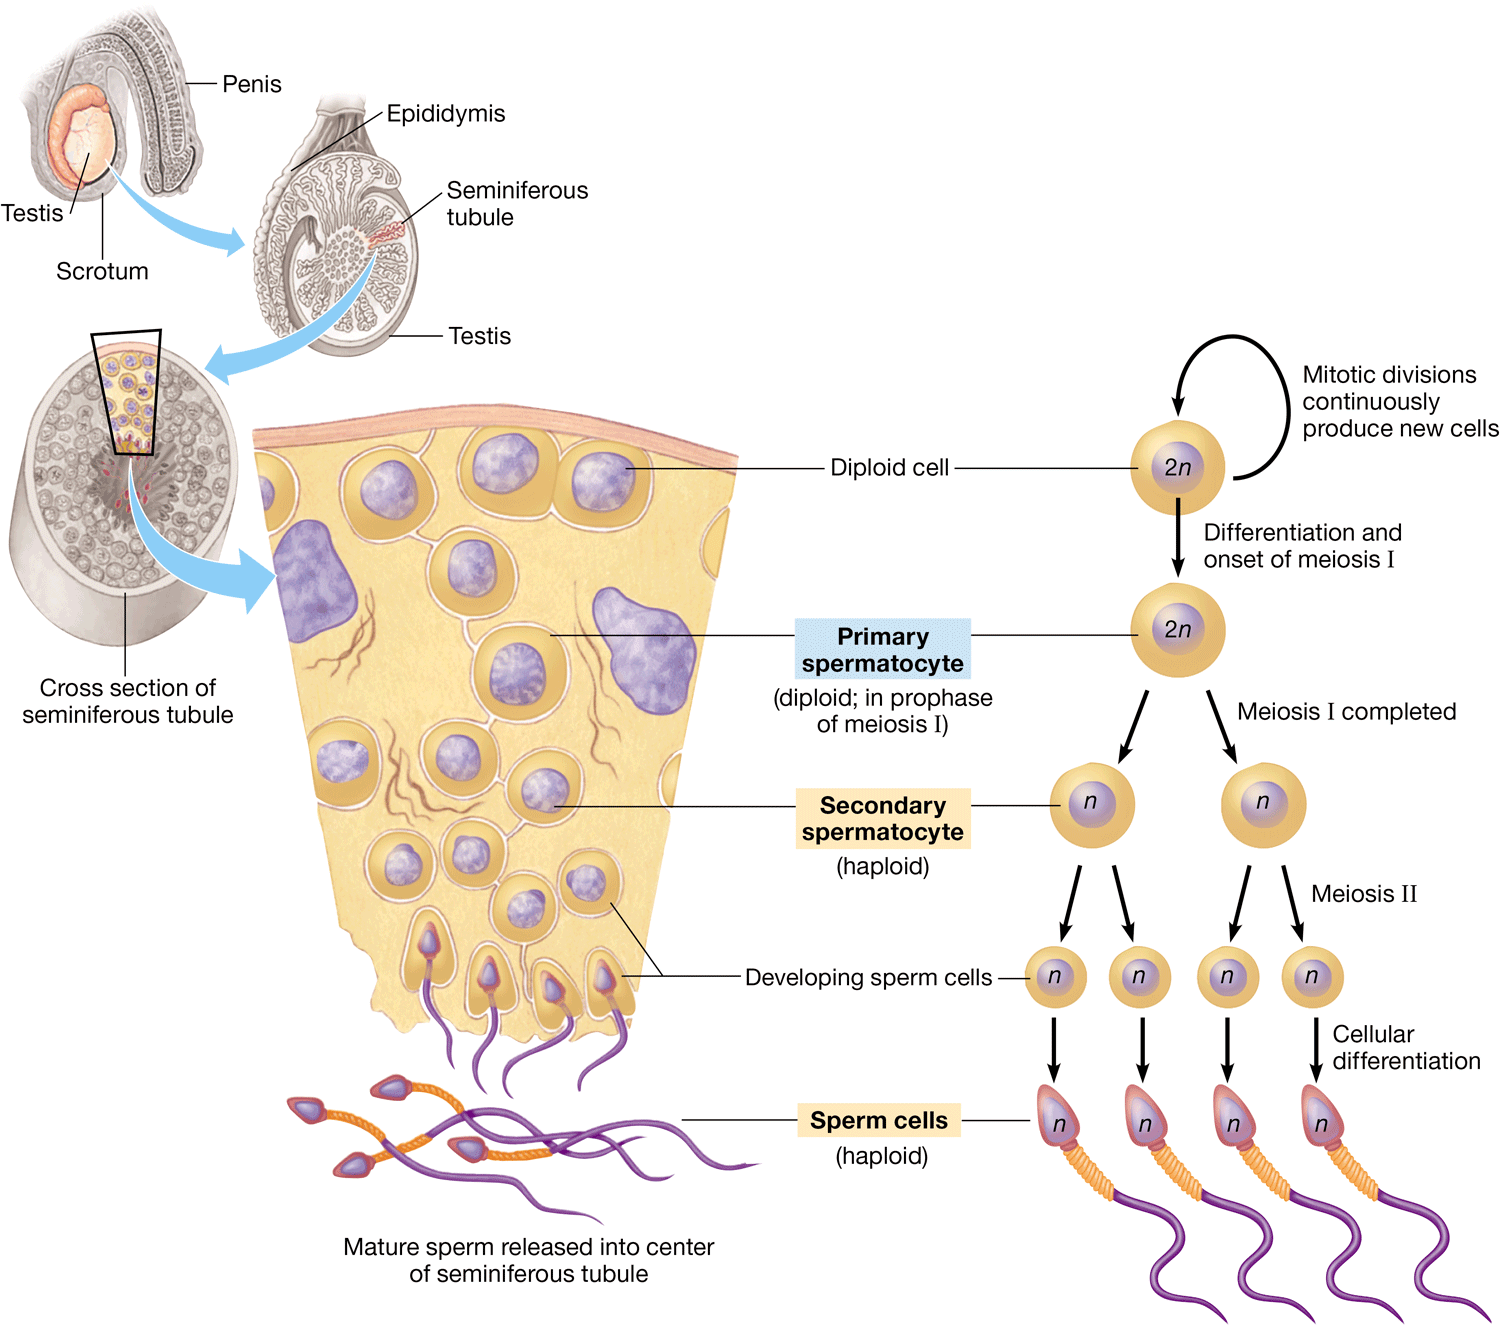 Penis
Epididymis
Seminiferous
tubule
Testis
Scrotum
Testis
Cross section of
seminiferous tubule
Mitotic divisions
continuously
produce new cells
Diploid cell
2n
Differentiation and
onset of meiosis I
Primary
spermatocyte
(diploid; in prophase
of meiosis I)
2n
Meiosis I completed
Secondary
spermatocyte
(haploid)
n n
Meiosis II
Developing sperm cells
n n n n
Cellular
differentiation
Sperm cells
(haploid)
n n n n
Mature sperm released into center
of seminiferous tubule